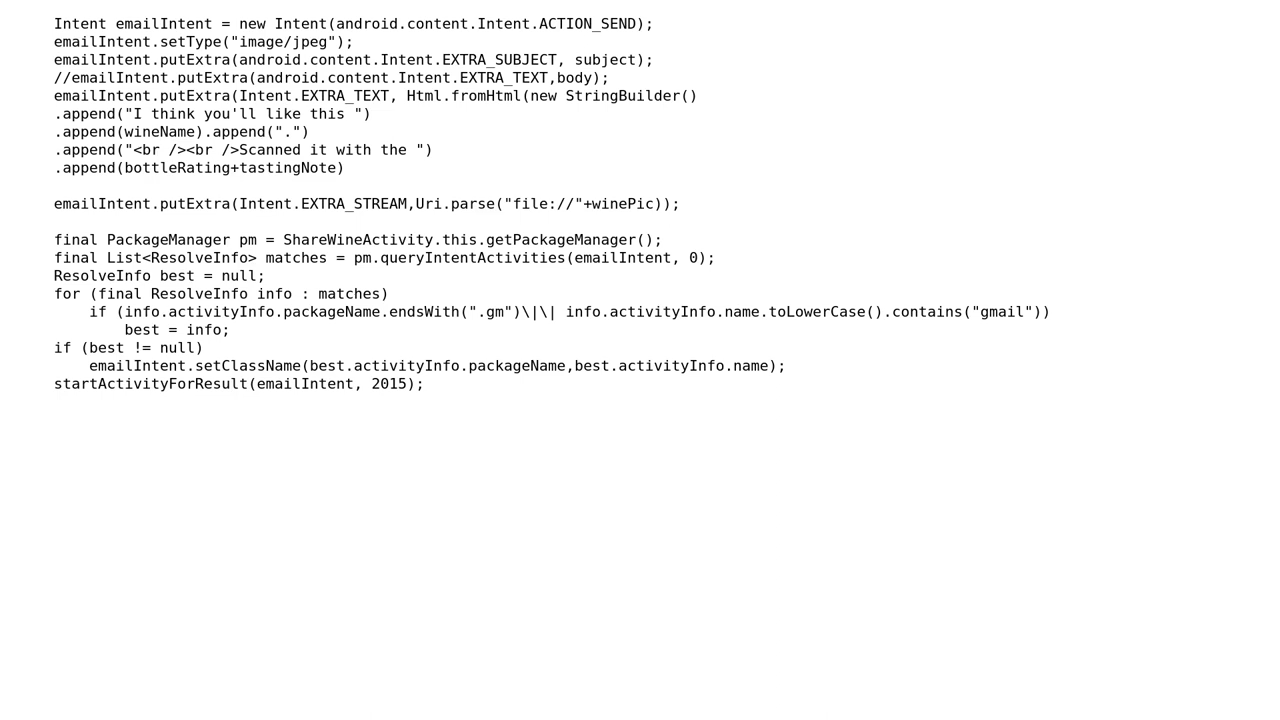 Intent emailIntent = new Intent(android.content.Intent.ACTION_SEND);
emailIntent.setType("image/jpeg");
emailIntent.putExtra(android.content.Intent.EXTRA_SUBJECT, subject);
//emailIntent.putExtra(android.content.Intent.EXTRA_TEXT,body);
emailIntent.putExtra(Intent.EXTRA_TEXT, Html.fromHtml(new StringBuilder()
.append("I think you'll like this ")
.append(wineName).append(".")
.append("<br /><br />Scanned it with the ")
.append(bottleRating+tastingNote)

emailIntent.putExtra(Intent.EXTRA_STREAM,Uri.parse("file://"+winePic));

final PackageManager pm = ShareWineActivity.this.getPackageManager();
final List<ResolveInfo> matches = pm.queryIntentActivities(emailIntent, 0);
ResolveInfo best = null;
for (final ResolveInfo info : matches)
    if (info.activityInfo.packageName.endsWith(".gm")\|\| info.activityInfo.name.toLowerCase().contains("gmail"))
        best = info;
if (best != null)
    emailIntent.setClassName(best.activityInfo.packageName,best.activityInfo.name);
startActivityForResult(emailIntent, 2015);